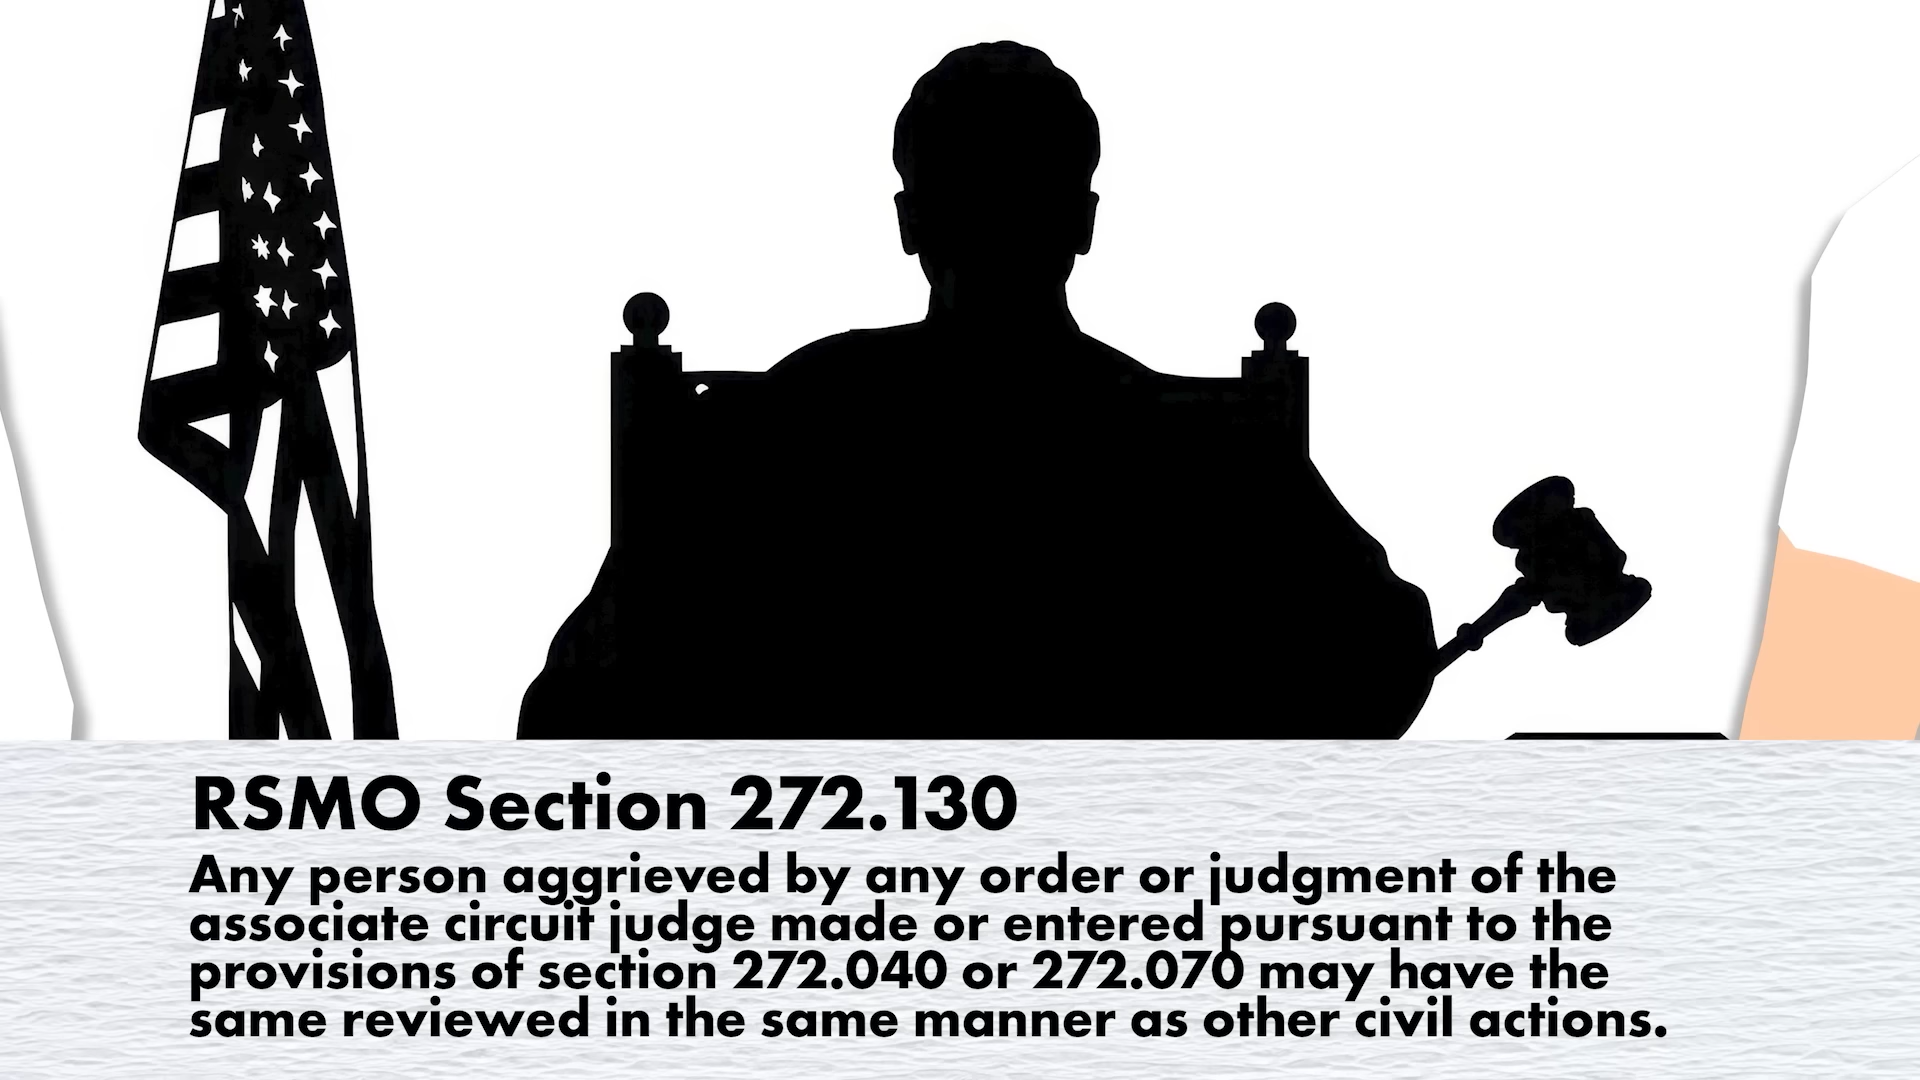 RSMO Section 272.130
Any person aggrieved by any order or judgment of the
associate circuit judge made or entered pursuant to the
provisions of section 272.040 or 272.070 may have the
same reviewed in the same manner as other civil actions.